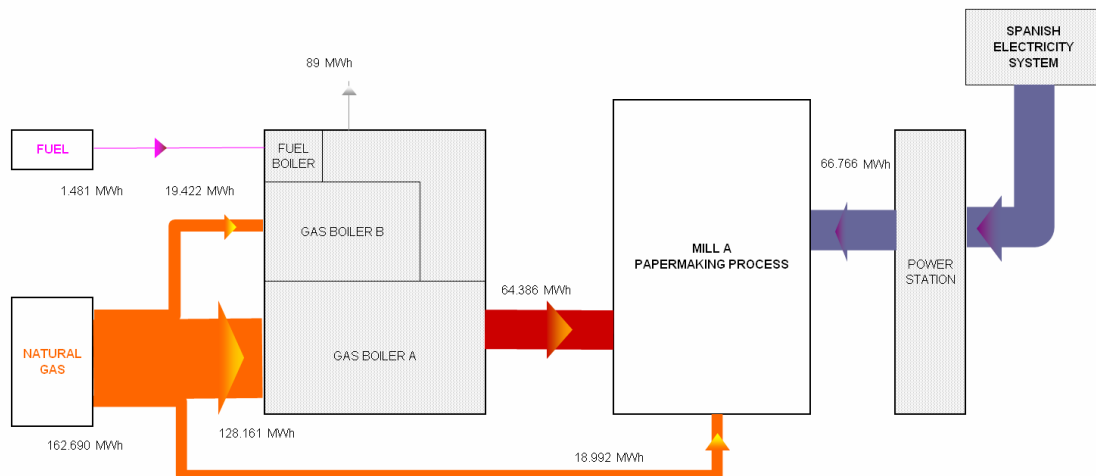 SPANISH
ELECTRICITY
SYSTEM
89 MWh
FUEL
FUEL
BOILER
1.481 MWh
19.422 MWh
66.766 MWh
GAS BOILER B
MILL A
PAPERMAKING PROCESS
POWER
STATION
64.386 MWh
NATURAL
GAS
GAS BOILER A
162.690 MWh
128.161 MWh
18.992 MWh